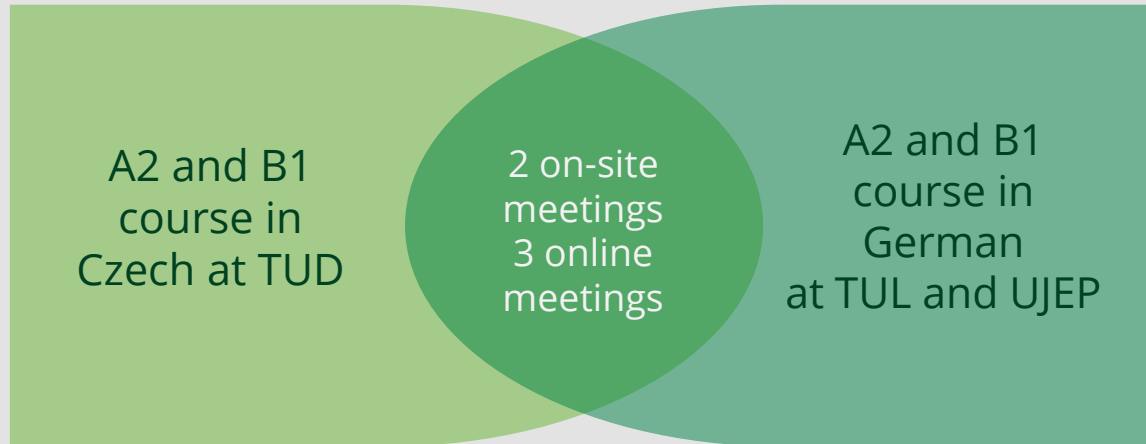 A2 and B1
course in
Czech at TUD
2 on-site
meetings
3 online
meetings
A2 and B1
course in
German
at TUL and UJEP